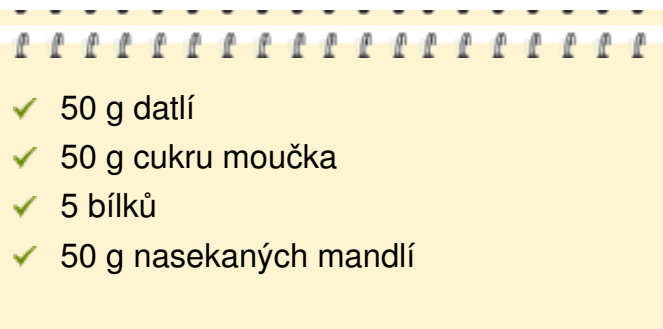 50 g datlí
50 g cukru moučka
5 bílků
50 g nasekaných mandlí